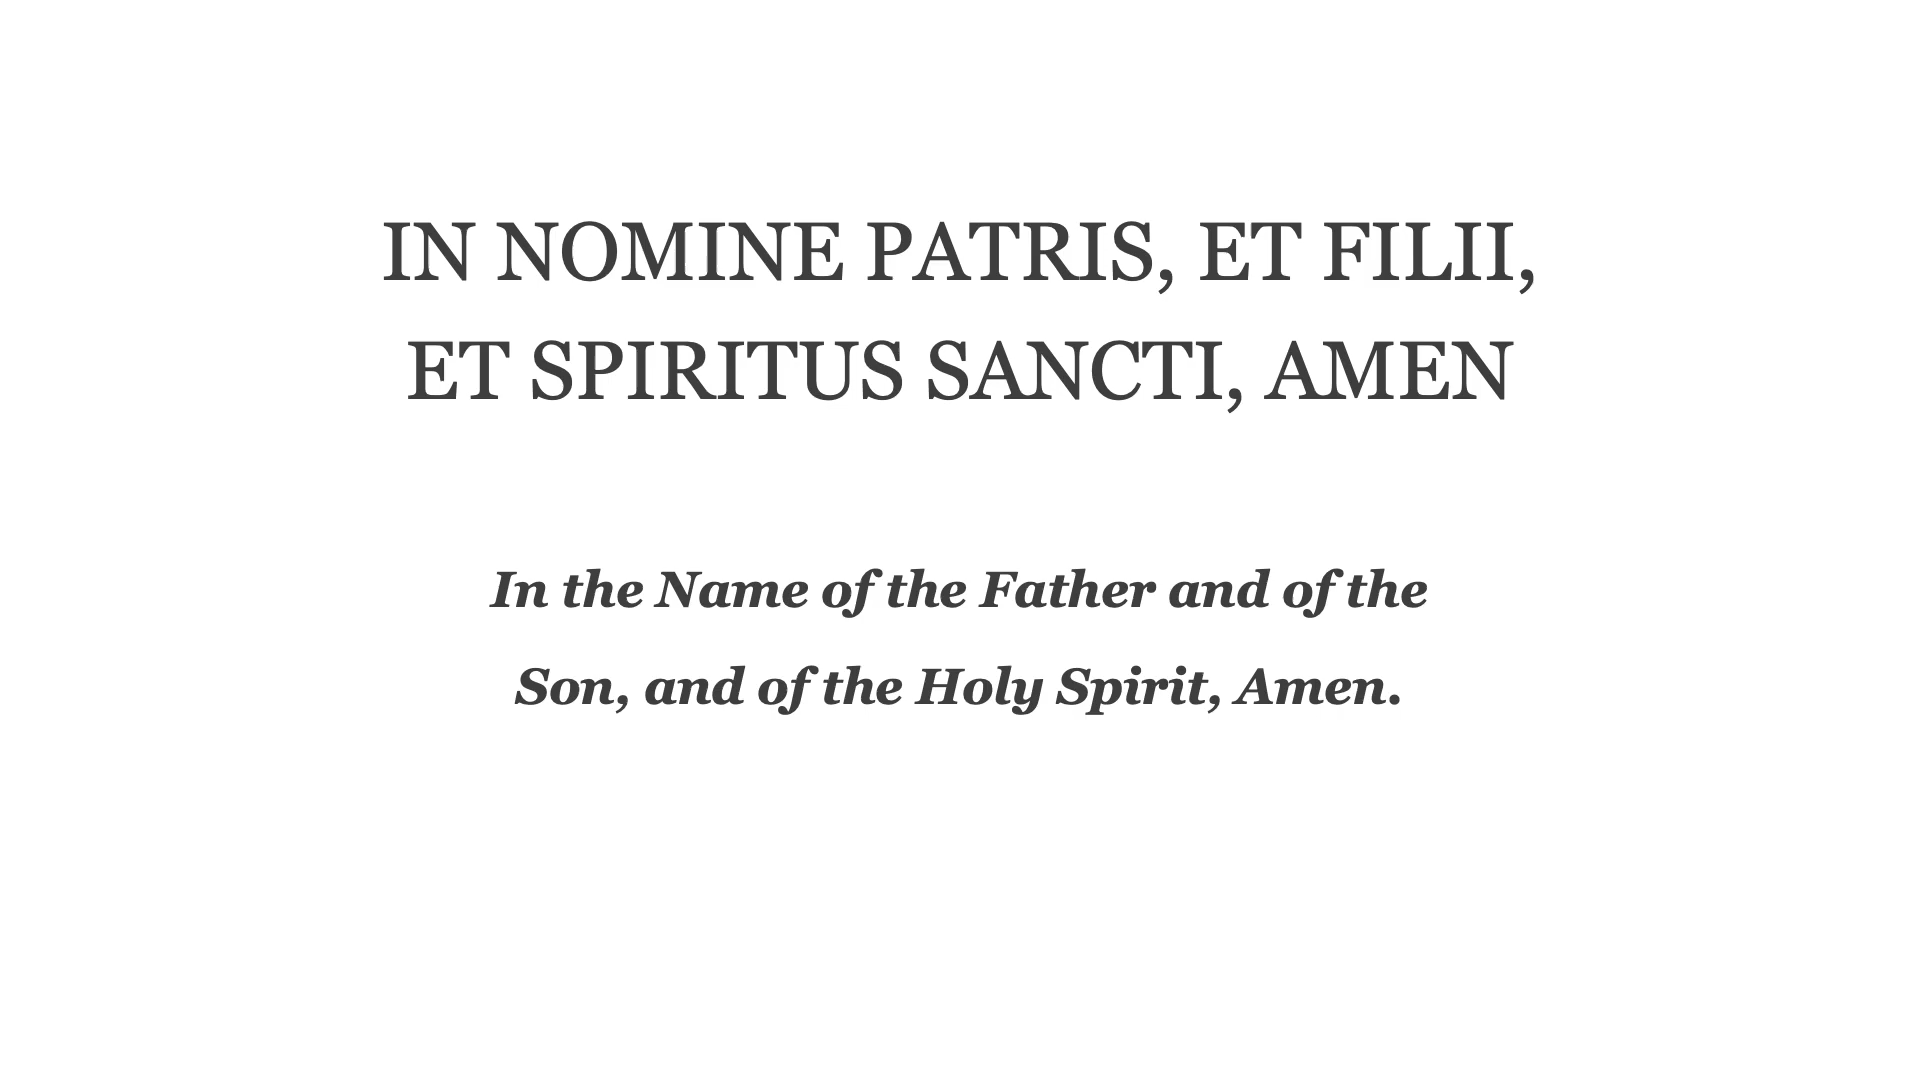 IN NOMINE PATRIS, ET FILII,
ET SPIRITUS SANCTI, AMEN
In the Name of the Father and of the
Son, and of the Holy Spirit, Amen.